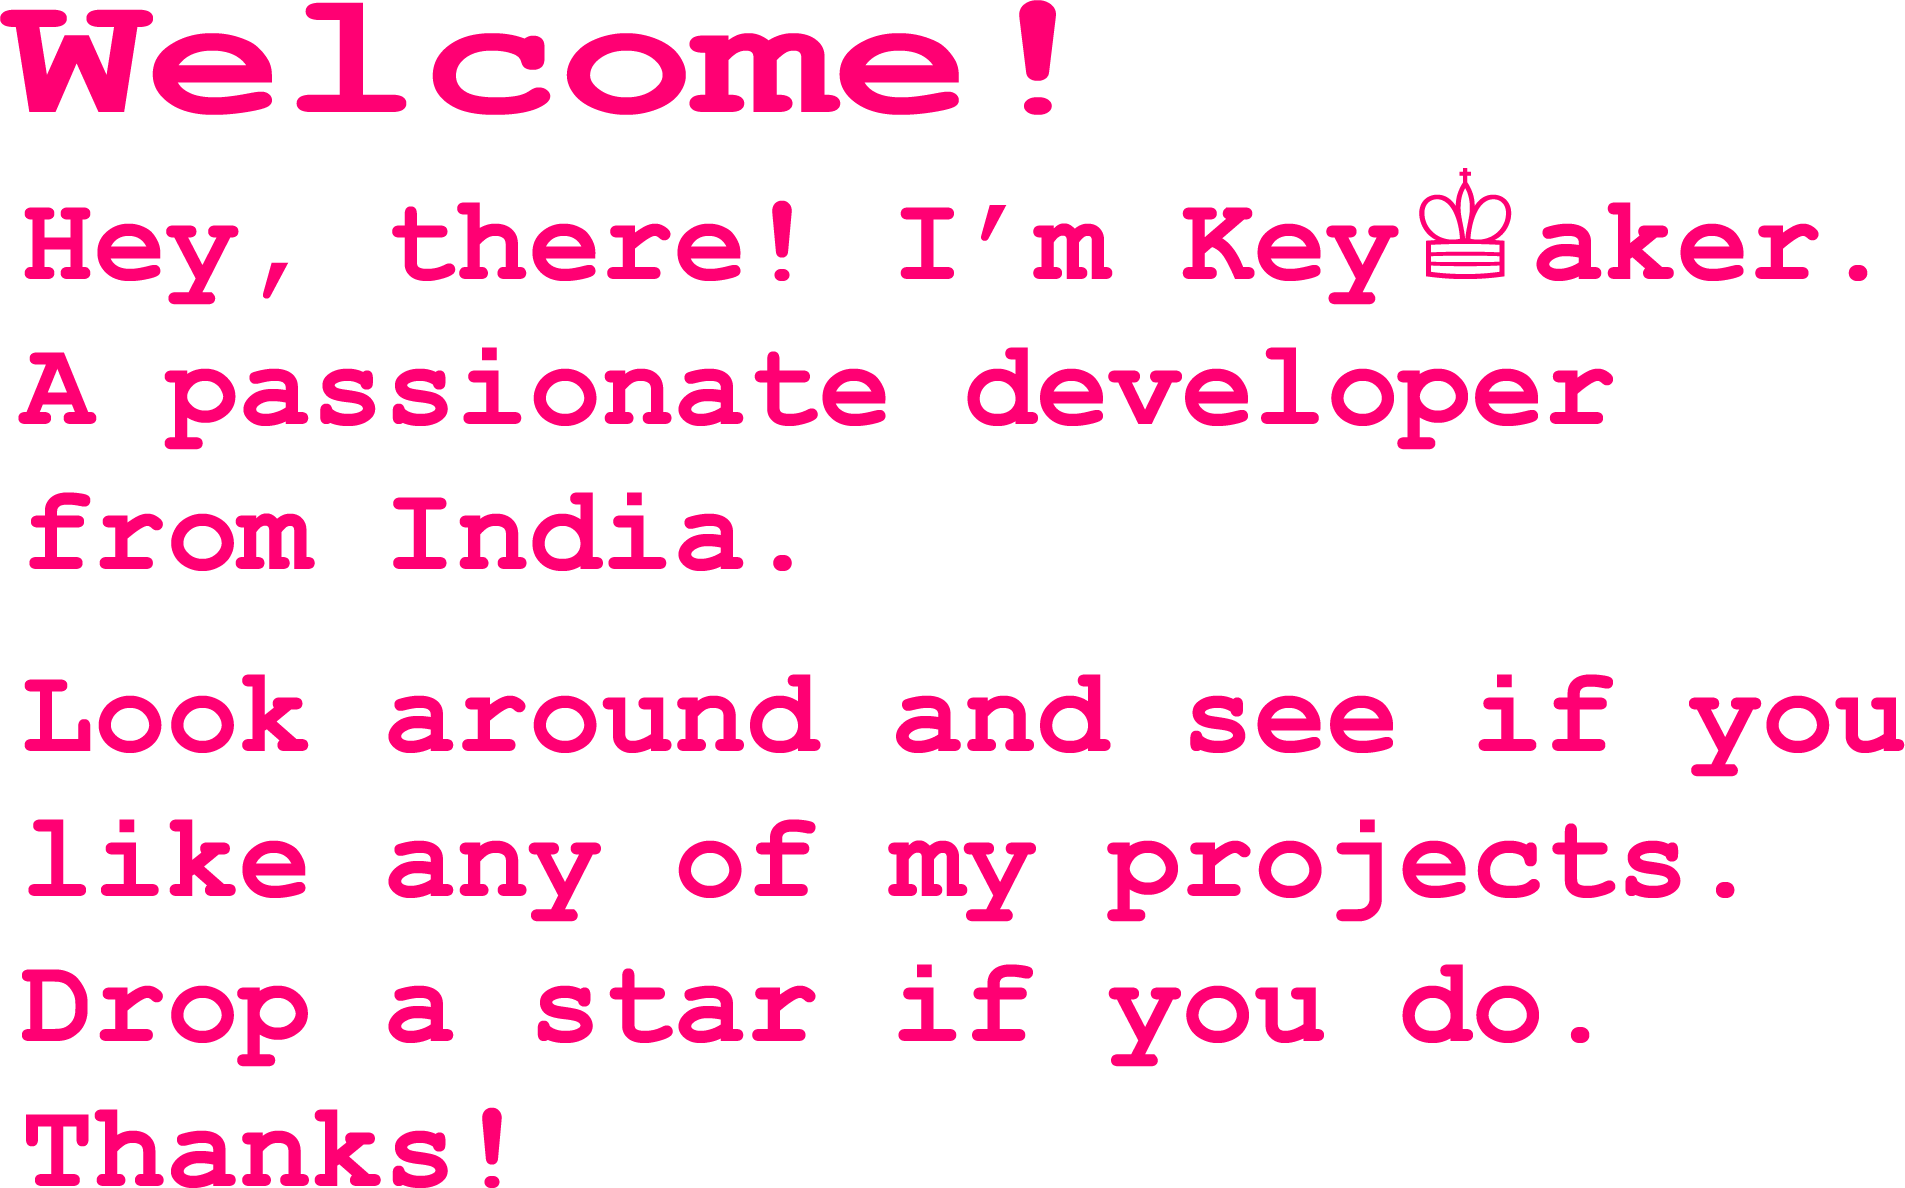 Welcome!
Hey, there! I’m Key♔aker.
A passionate developer
from India.
Look around and see if you
like any of my projects.
Drop a star if you do.
Thanks!